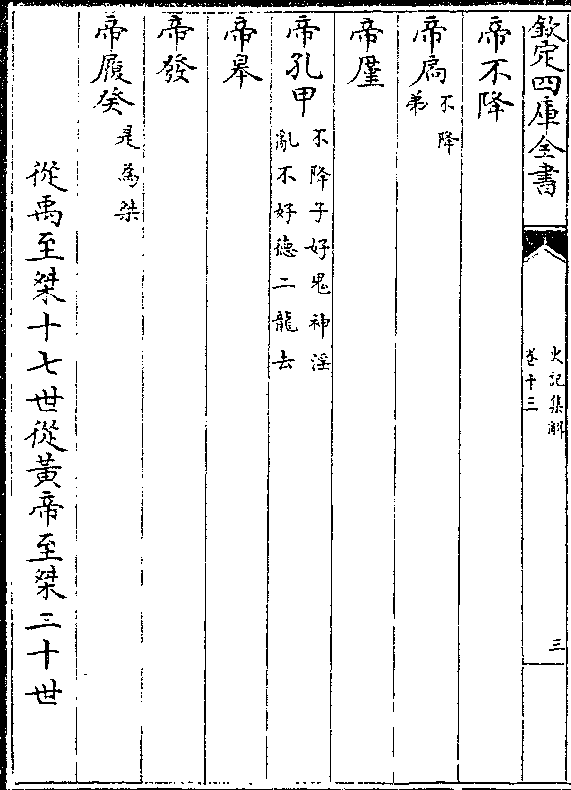 欽定四庫全書
史記集解
卷十三
三
帝不降
帝扃
不降
弟
帝厪
帝孔甲
不降子好鬼神淫
亂不好德二龍去
帝皋
帝發
帝履癸
是為桀
從禹至桀十七世從黃帝至桀三十世